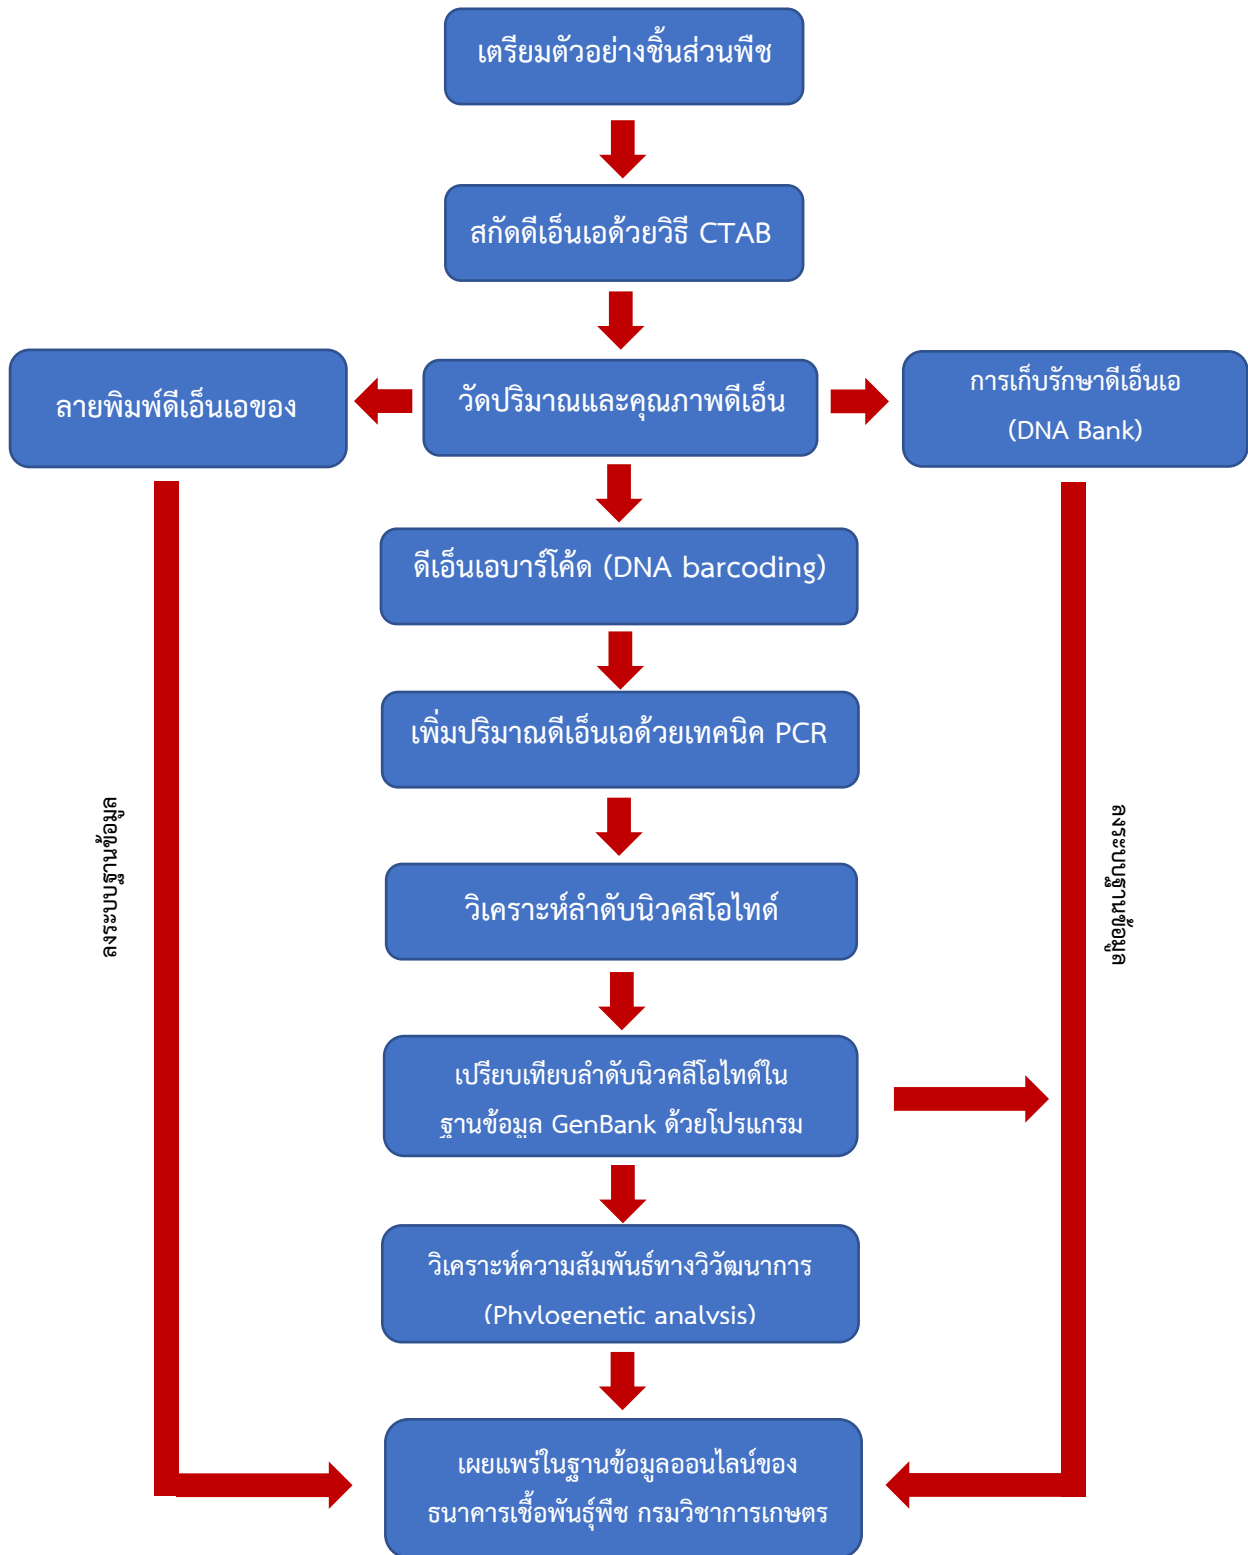 เตรียมตัวอย่างชิ้นส่วนพืช
สกัดดีเอ็นเอด้วยวิธี CTAB
ลายพิมพ์ดีเอ็นเอของ
วัดปริมาณและคุณภาพดีเอ็น
การเก็บรักษาดีเอ็นเอ
(DNA Bank)
ดีเอ็นเอบาร์โค้ด (DNA barcoding)
เพิ่มปริมาณดีเอ็นเอด้วยเทคนิค PCR
ลงระบบฐานข้อมูล
ลงระบบฐานข้อมูล
วิเคราะห์ลำดับนิวคลีโอไทด์
เปรียบเทียบลำดับนิวคลีโอไทด์ใน
ฐานข้อมูล GenBank ด้วยโปรแกรม
วิเคราะห์ความสัมพันธ์ทางวิวัฒนาการ
(Phylogenetic analysis)
เผยแพร่ในฐานข้อมูลออนไลน์ของ
ธนาคารเชื้อพันธุ์พืช กรมวิชาการเกษตร